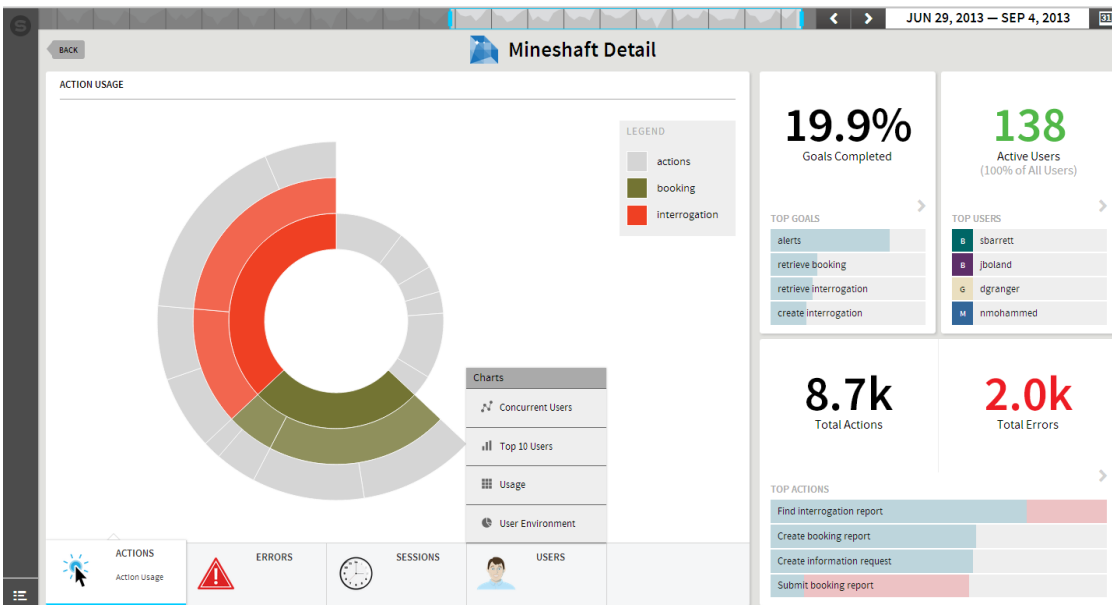 S
JUN 29, 2013 — SEP 4, 2013
31
BACK
Mineshaft Detail
ACTION USAGE
LEGEND
actions
booking
interrogation
19.9%
Goals Completed
TOP GOALS
alerts
retrieve booking
retrieve interrogation
create interrogation
138
Active Users
(100% of All Users)
TOP USERS
B sbarrett
B jboland
G dgranger
M nmohammed
Charts
Concurrent Users
Top 10 Users
Usage
User Environment
8.7k
Total Actions
2.0k
Total Errors
TOP ACTIONS
Find interrogation report
Create booking report
Create information request
Submit booking report
ACTIONS
Action Usage
ERRORS
SESSIONS
USERS